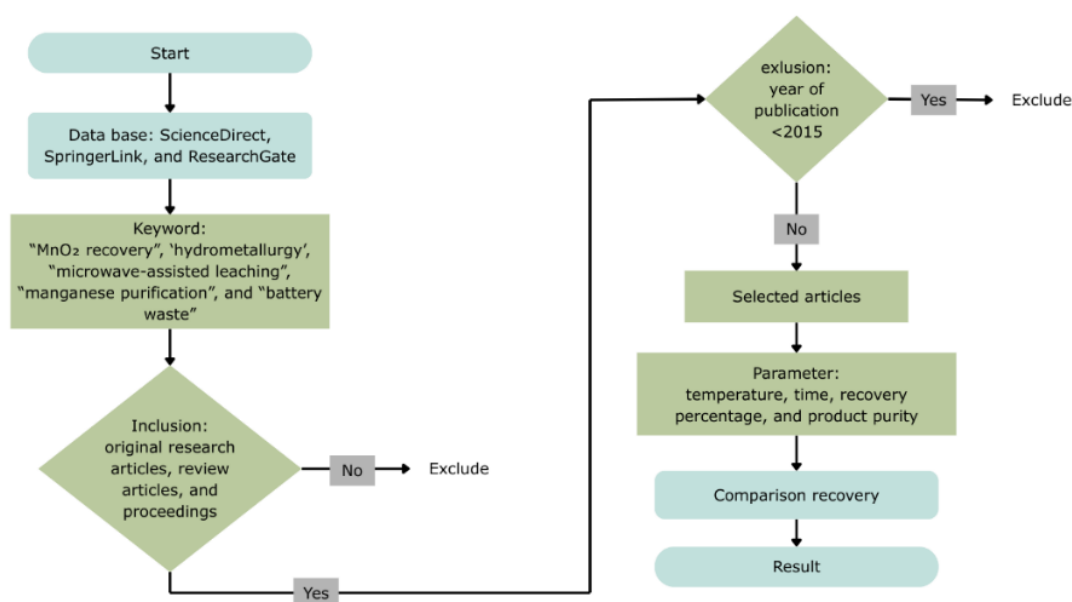 Start
Data base: ScienceDirect,
SpringerLink, and ResearchGate
Keyword:
“MnO₂ recovery”, ‘hydrometallurgy’,
“microwave-assisted leaching”,
“manganese purification”, and “battery
waste”
Inclusion:
original research
articles, review
articles, and
proceedings
No
Exclude
Yes
exlusion:
year of
publication
<2015
Yes
Exclude
No
Selected articles
Parameter:
temperature, time, recovery
percentage, and product purity
Comparison recovery
Result